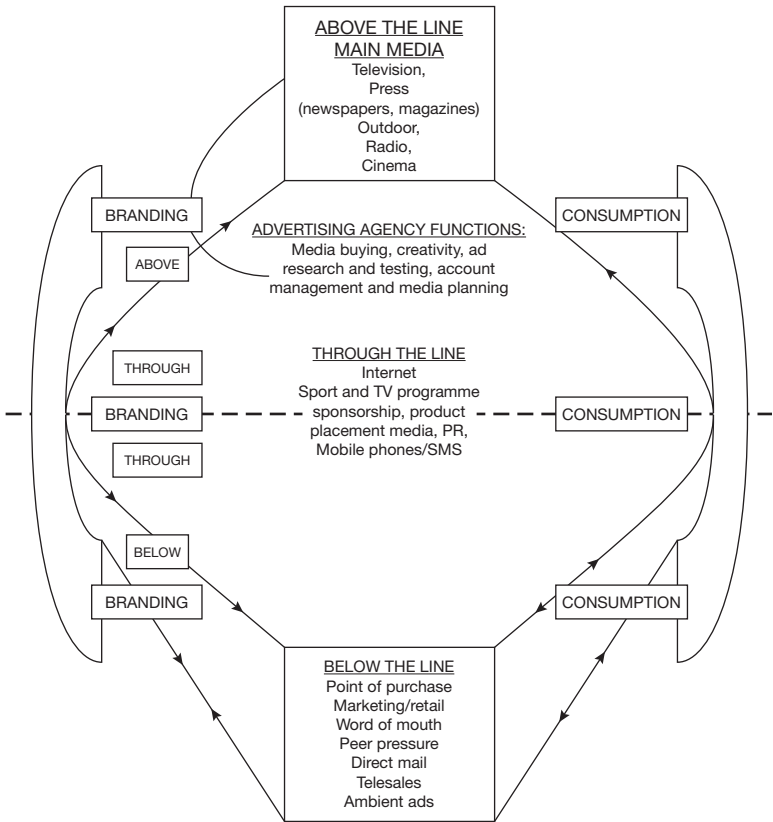 ABOVE THE LINE
MAIN MEDIA
Television,
Press
(newspapers, magazines)
Outdoor,
Radio,
Cinema
BRANDING
CONSUMPTION
ADVERTISING AGENCY FUNCTIONS:
Media buying, creativity, ad
research and testing, account
management and media planning
ABOVE
THROUGH THE LINE
Internet
Sport and TV programme
sponsorship, product
placement media, PR,
Mobile phones/SMS
THROUGH
BRANDING
CONSUMPTION
THROUGH
BELOW
BRANDING
CONSUMPTION
BELOW THE LINE
Point of purchase
Marketing/retail
Word of mouth
Peer pressure
Direct mail
Telesales
Ambient ads